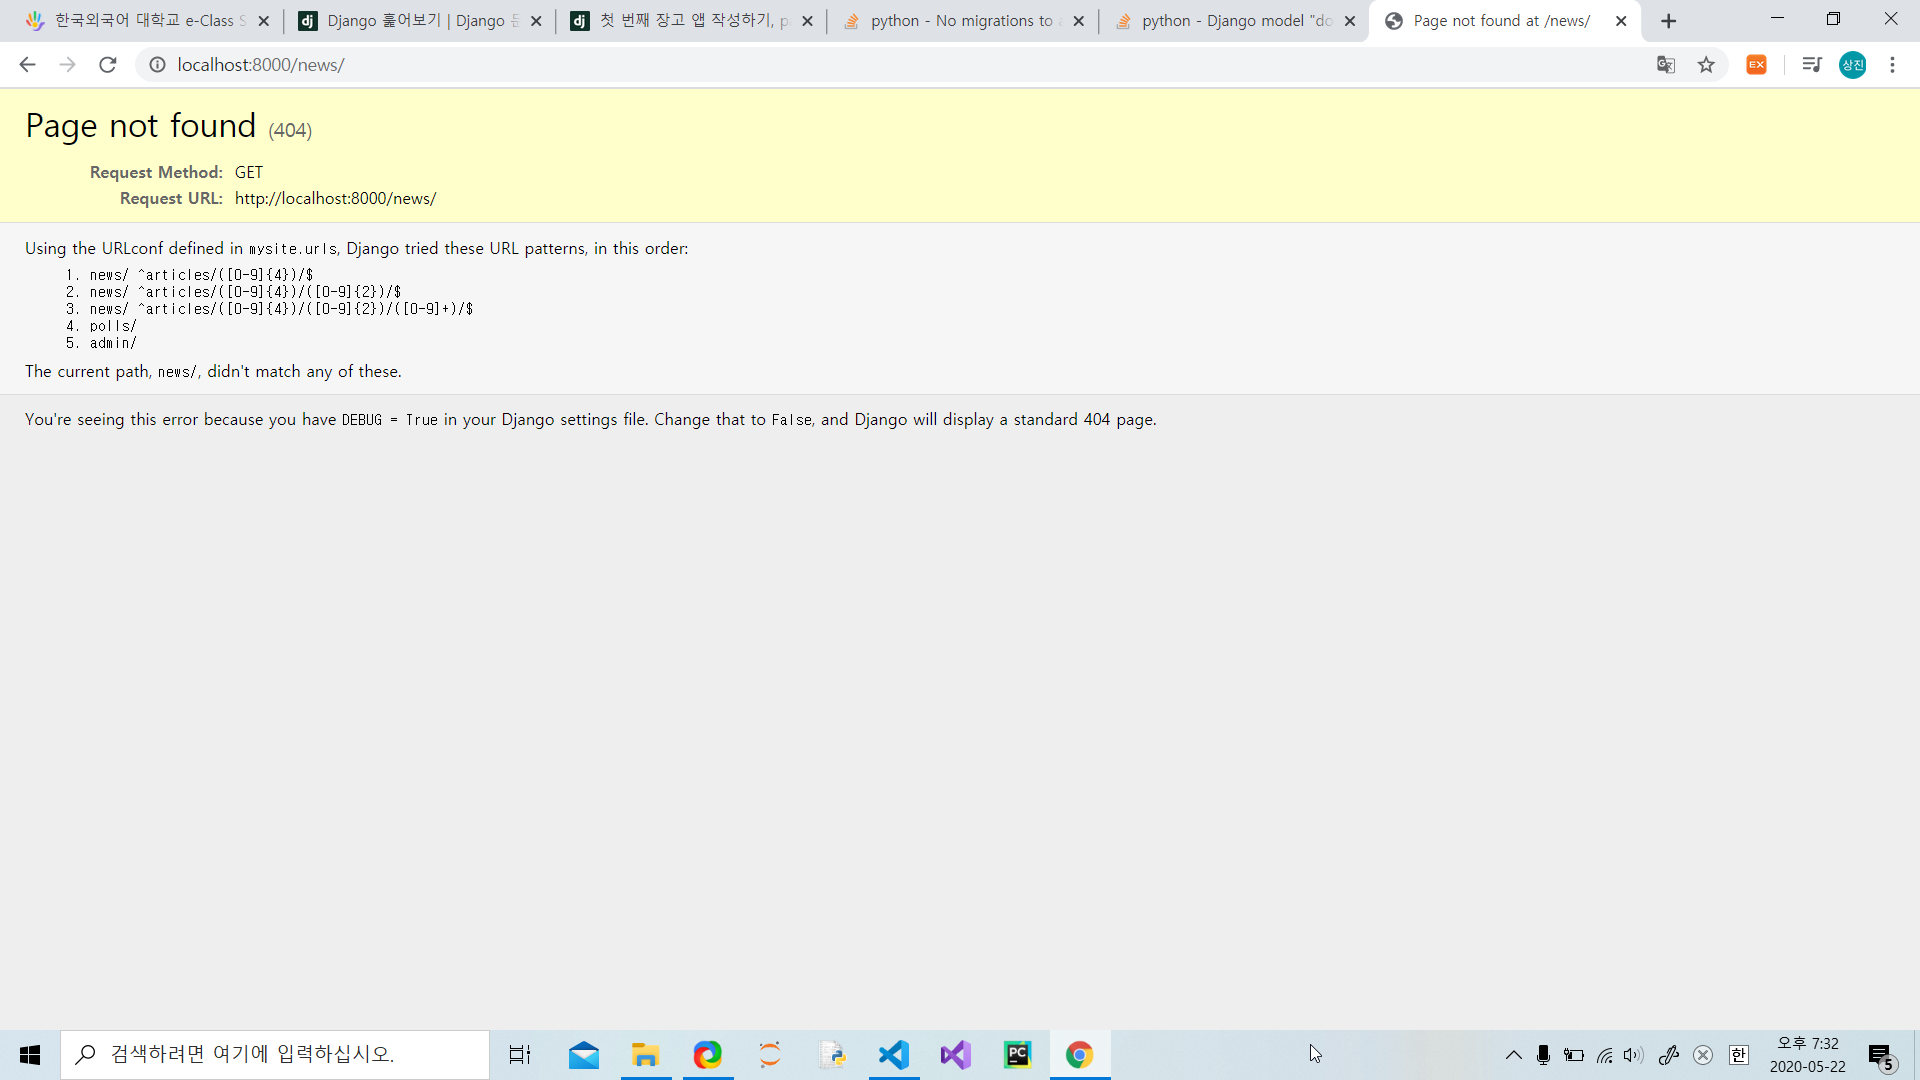 한국외국어 대학교 e-Class S
Django 훑어보기 | Django 문
첫 번째 장고 앱 작성하기, p
python - No migrations to a
python - Django model "do
Page not found at /news/
localhost:8000/news/
EX
상진
Page not found (404)
Request Method: GET
Request URL: http://localhost:8000/news/
Using the URLconf defined in mysite.urls, Django tried these URL patterns, in this order:
1. news/ ^articles/([0-9]{4})/$
2. news/ ^articles/([0-9]{4})/([0-9]{2})/$
3. news/ ^articles/([0-9]{4})/([0-9]{2})/([0-9]+)/$
4. polls/
5. admin/
The current path, news/, didn't match any of these.
You're seeing this error because you have DEBUG = True in your Django settings file. Change that to False, and Django will display a standard 404 page.
검색하려면 여기에 입력하십시오.
PC
한
오후 7:32
2020-05-22
5